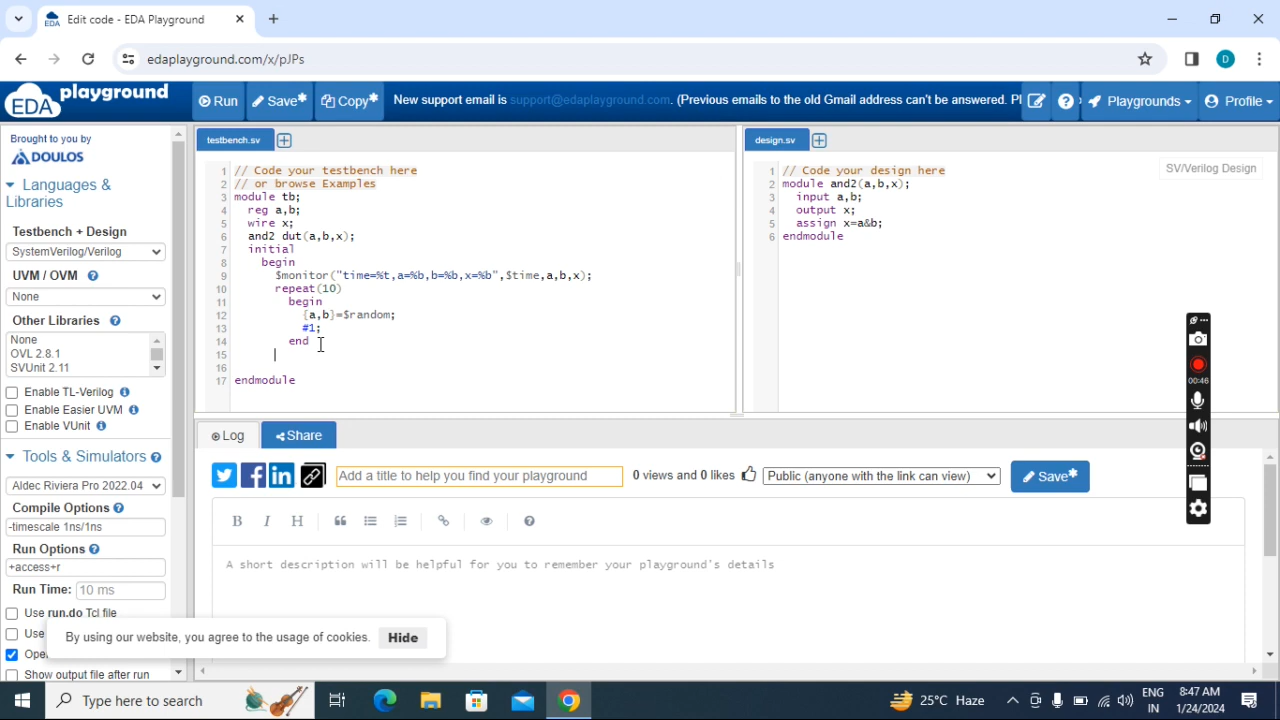 Edit code - EDA Playground
edaplayground.com/x/pJPs
D
EDA playground
Run
Save*
Copy*
New support email is support@edaplayground.com. (Previous emails to the old Gmail address can't be answered. Pl
Playgrounds
Profile
Brought to you by
DOULOS
Languages & Libraries
Testbench + Design
SystemVerilog/Verilog
UVM / OVM
None
Other Libraries
None
OVL 2.8.1
SVUnit 2.11
Enable TL-Verilog
Enable Easier UVM
Enable VUnit
Tools & Simulators
Aldec Riviera Pro 2022.04
Compile Options
-timescale 1ns/1ns
Run Options
+access+r
Run Time: 10 ms
Use run.do Tcl file
Use
Ope
Show output file after run
testbench.sv
1 // Code your testbench here
2 // or browse Examples
3 module tb;
4 reg a,b;
5 wire x;
6 and2 dut(a,b,x);
7 initial
8 begin
9 $monitor("time=%t,a=%b,b=%b,x=%b",$time,a,b,x);
10 repeat(10)
11 begin
12 {a,b}=$random;
13 #1;
14 end
15
16
17 endmodule
design.sv
SV/Verilog Design
1 // Code your design here
2 module and2(a,b,x);
3 input a,b;
4 output x;
5 assign x=a&b;
6 endmodule
00:46
Log
Share
Add a title to help you find your playground
0 views and 0 likes
Public (anyone with the link can view)
Save*
B I H
A short description will be helpful for you to remember your playground's details
By using our website, you agree to the usage of cookies.
Hide
Type here to search
25°C Haze
ENG
IN
8:47 AM
1/24/2024